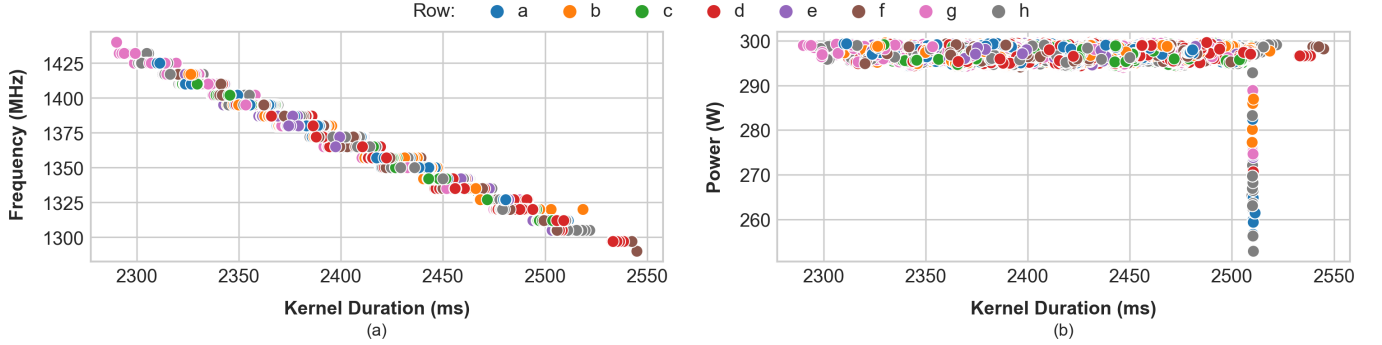 Row: a b c d e f g h
Frequency (MHz)
1425
1400
1375
1350
1325
1300
2300 2350 2400 2450 2500 2550
Kernel Duration (ms)
(a)
Power (W)
300
290
280
270
260
2300 2350 2400 2450 2500 2550
Kernel Duration (ms)
(b)